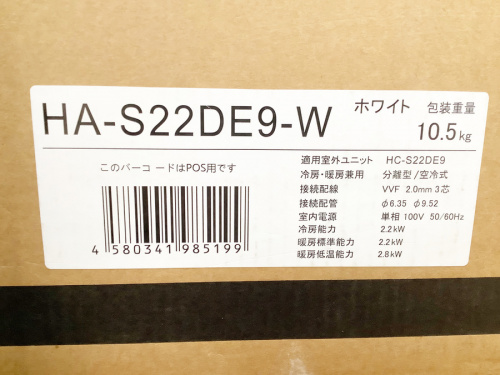 HA-S22DE9-W ホワイト 包装重量
10.5kg
このバーコードはPOS用です
4 580341 985199
適用室外ユニット HC-S22DE9
冷房・暖房兼用 分離型/空冷式
接続配線 VVF 2.0mm 3芯
接続配管 φ6.35 φ9.52
室内電源 単相 100V 50/60Hz
冷房能力 2.2kW
暖房標準能力 2.2kW
暖房低温能力 2.8kW